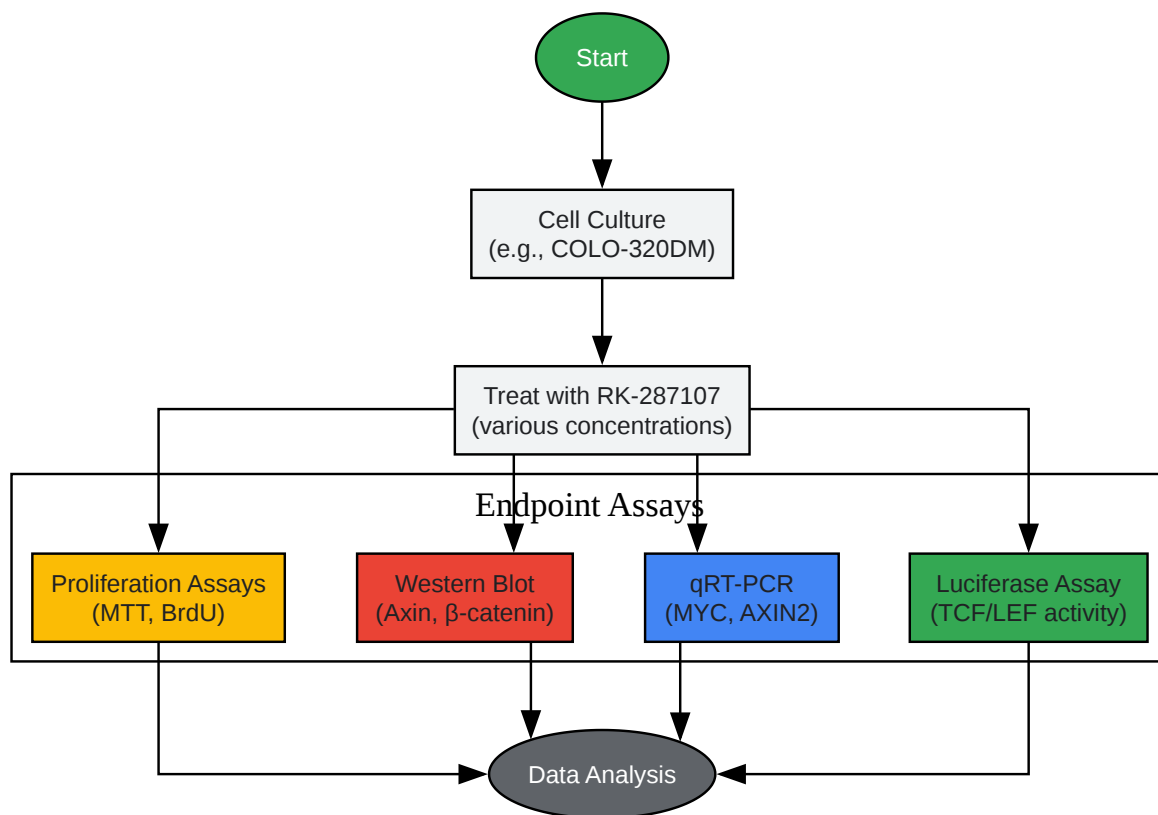 Start
Cell Culture
(e.g., COLO-320DM)
Treat with RK-287107
(various concentrations)
Endpoint Assays
Proliferation Assays
(MTT, BrdU)
Western Blot
(Axin, β-catenin)
qRT-PCR
(MYC, AXIN2)
Luciferase Assay
(TCF/LEF activity)
Data Analysis